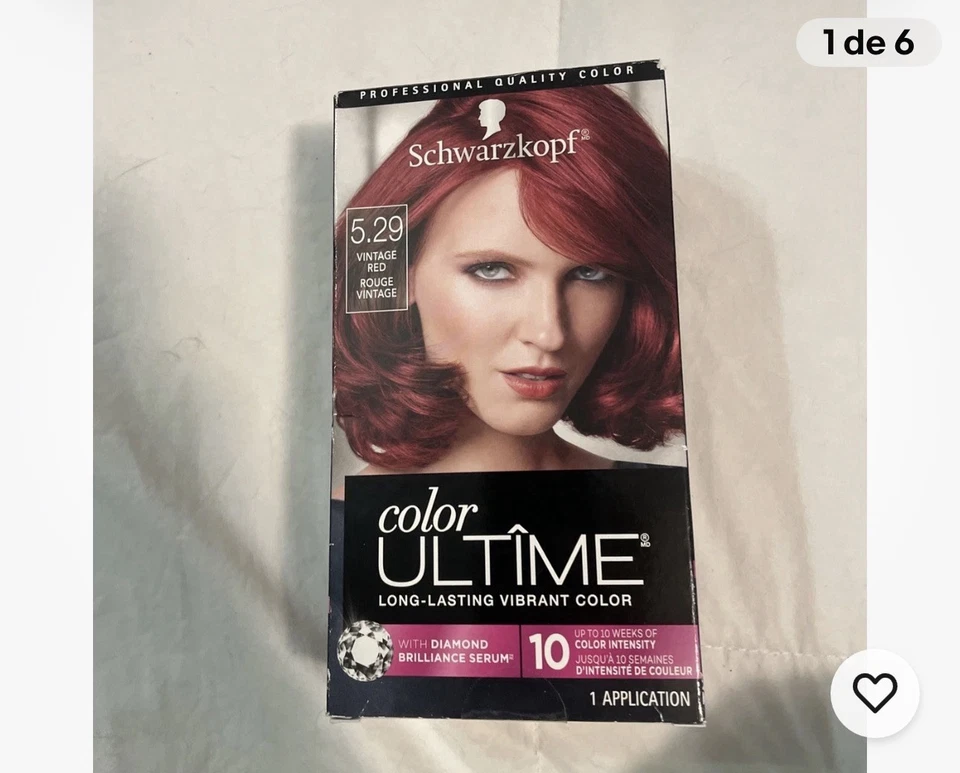 1 de 6
PROFESSIONAL QUALITY COLOR
Schwarzkopf® MD
5.29
VINTAGE
RED
ROUGE
VINTAGE
color
ULTÎME® MD
LONG-LASTING VIBRANT COLOR
WITH DIAMOND
BRILLIANCE SERUM
10
UP TO 10 WEEKS OF
COLOR INTENSITY
JUSQU'À 10 SEMAINES
D'INTENSITÉ DE COULEUR
1 APPLICATION